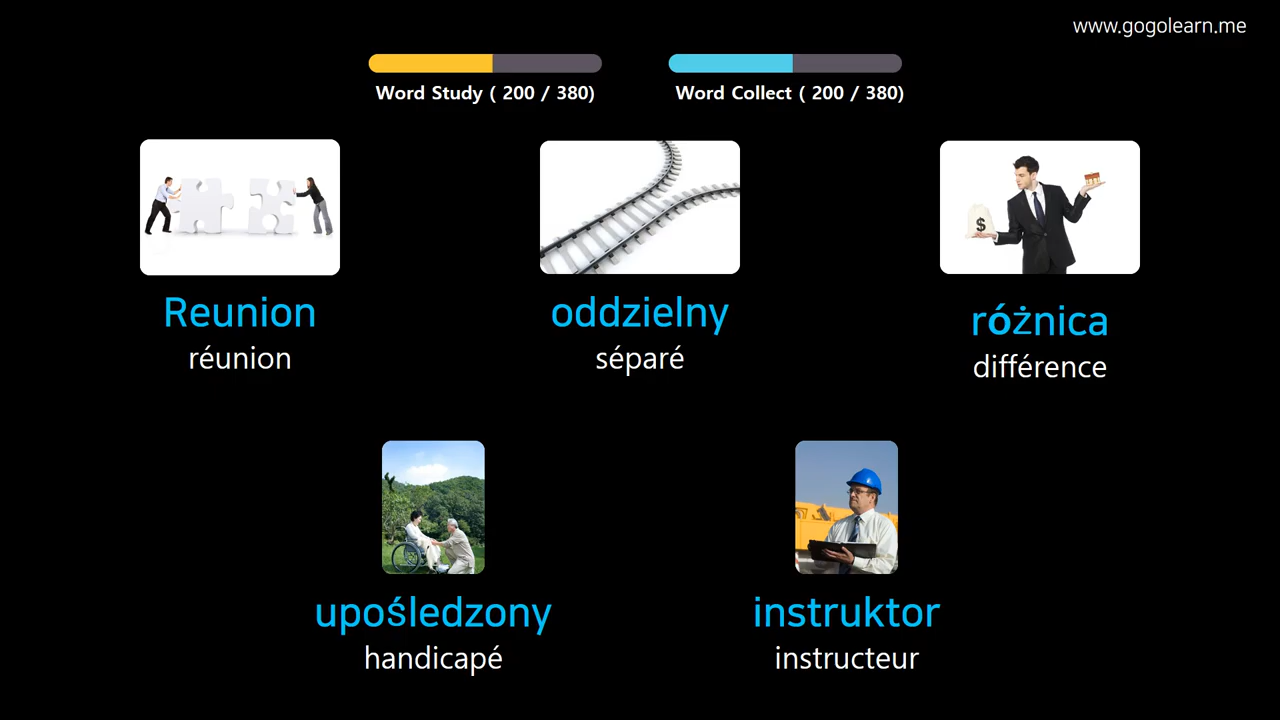 www.gogolearn.me
Word Study ( 200 / 380)
Word Collect ( 200 / 380)
$
Reunion
réunion
oddzielny
séparé
różnica
différence
upośledzony
handicapé
instruktor
instructeur